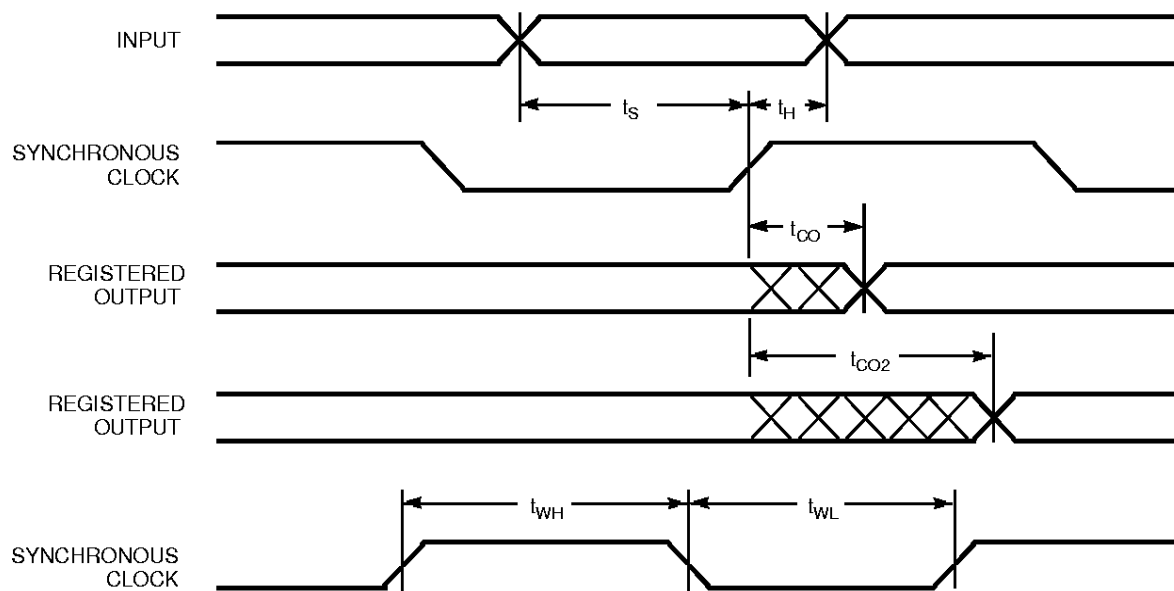 INPUT
tS
tH
SYNCHRONOUS
CLOCK
tCO
REGISTERED
OUTPUT
tCO2
REGISTERED
OUTPUT
tWH
tWL
SYNCHRONOUS
CLOCK